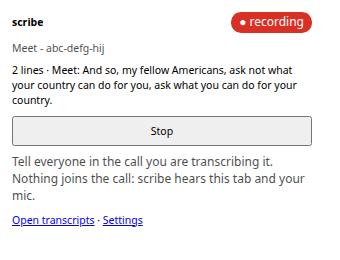 scribe
● recording
Meet - abc-defg-hij
2 lines · Meet: And so, my fellow Americans, ask not what
your country can do for you, ask what you can do for your
country.
Stop
Tell everyone in the call you are transcribing it.
Nothing joins the call: scribe hears this tab and your
mic.
Open transcripts · Settings